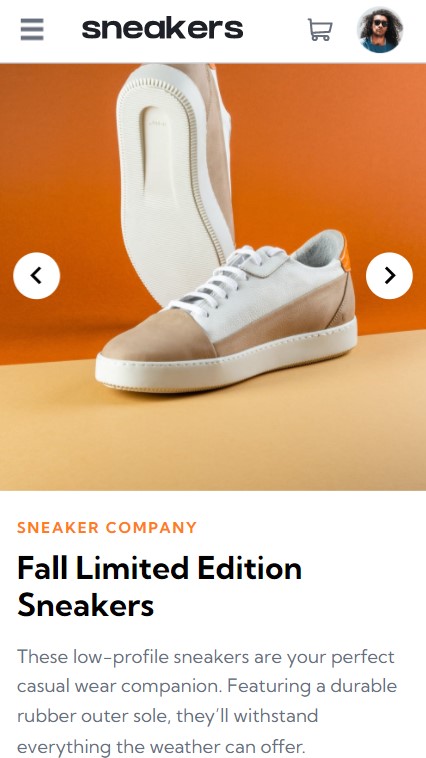 sneakers
SNEAKER COMPANY
Fall Limited Edition
Sneakers
These low-profile sneakers are your perfect
casual wear companion. Featuring a durable
rubber outer sole, they’ll withstand
everything the weather can offer.